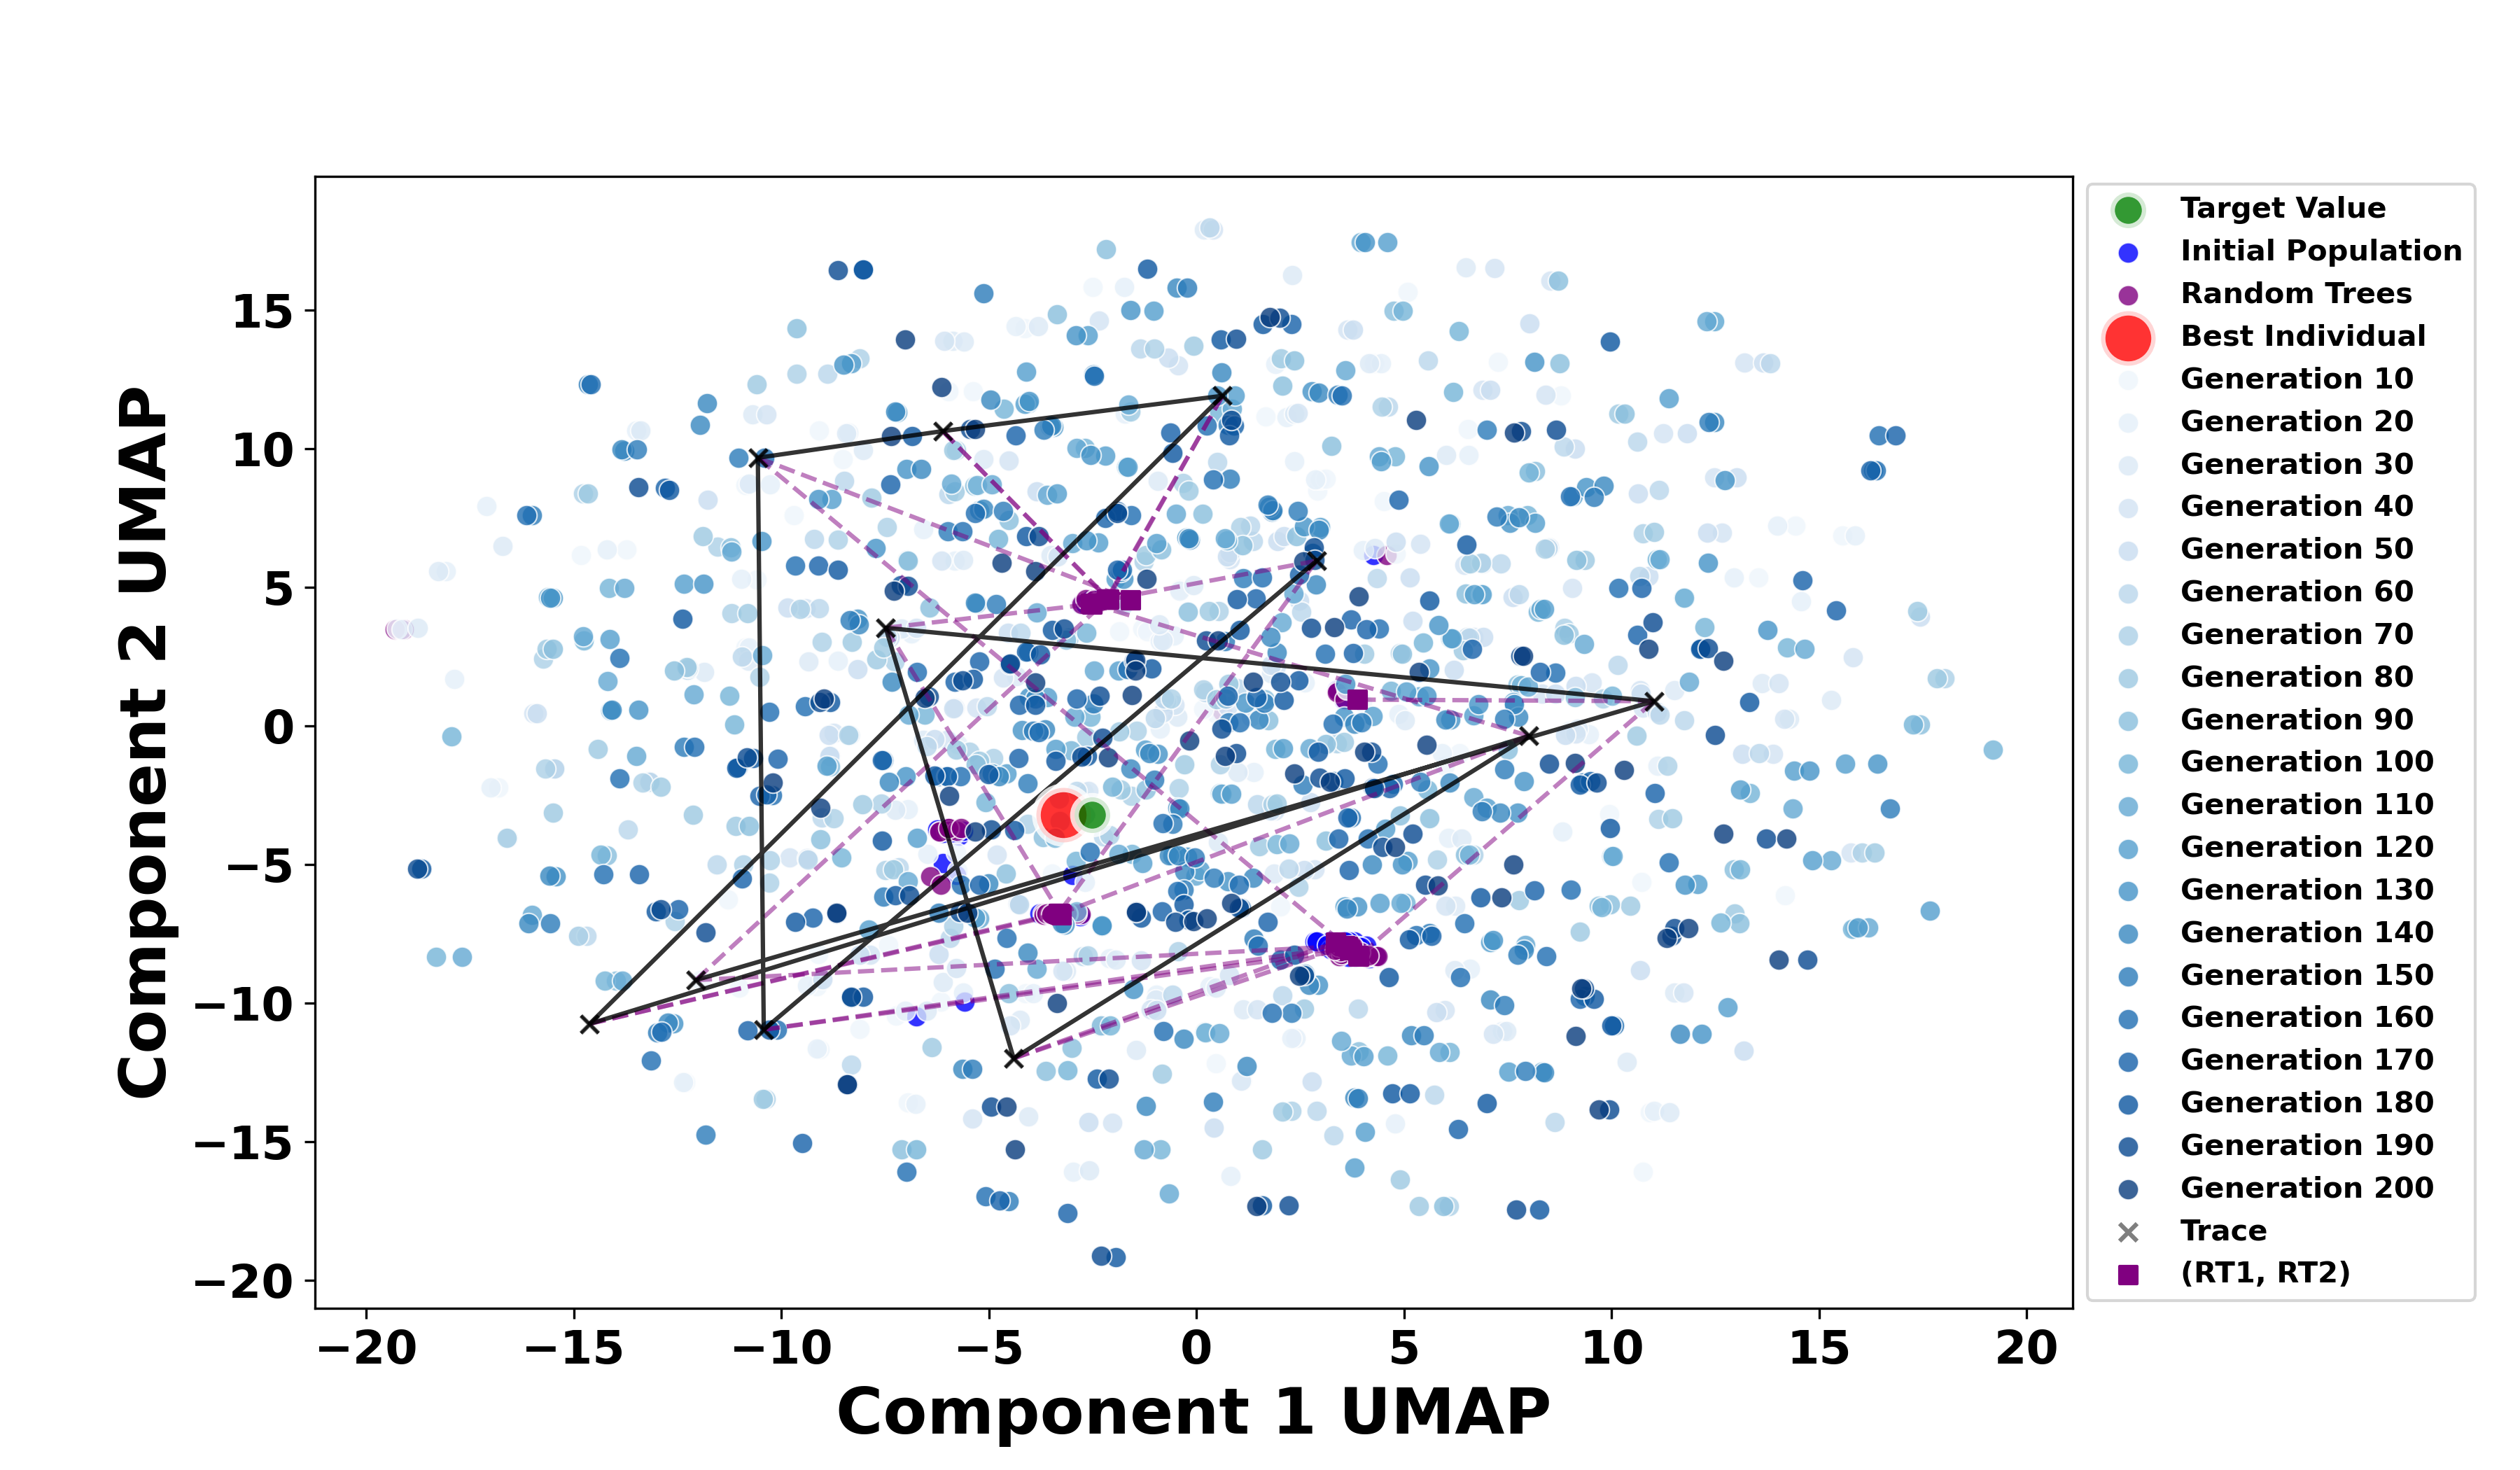 Component 2 UMAP
15
10
5
0
−5
−10
−15
−20
−20 −15 −10 −5 0 5 10 15 20
Component 1 UMAP
Target Value
Initial Population
Random Trees
Best Individual
Generation 10
Generation 20
Generation 30
Generation 40
Generation 50
Generation 60
Generation 70
Generation 80
Generation 90
Generation 100
Generation 110
Generation 120
Generation 130
Generation 140
Generation 150
Generation 160
Generation 170
Generation 180
Generation 190
Generation 200
Trace
(RT1, RT2)